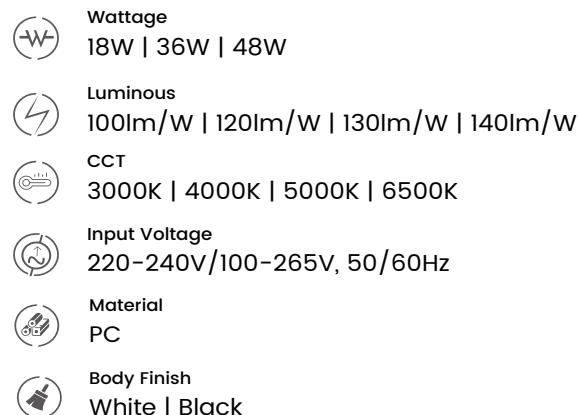 Wattage
18W | 36W | 48W
Luminous
100lm/W | 120lm/W | 130lm/W | 140lm/W
CCT
3000K | 4000K | 5000K | 6500K
Input Voltage
220-240V/100-265V, 50/60Hz
Material
PC
Body Finish
White | Black